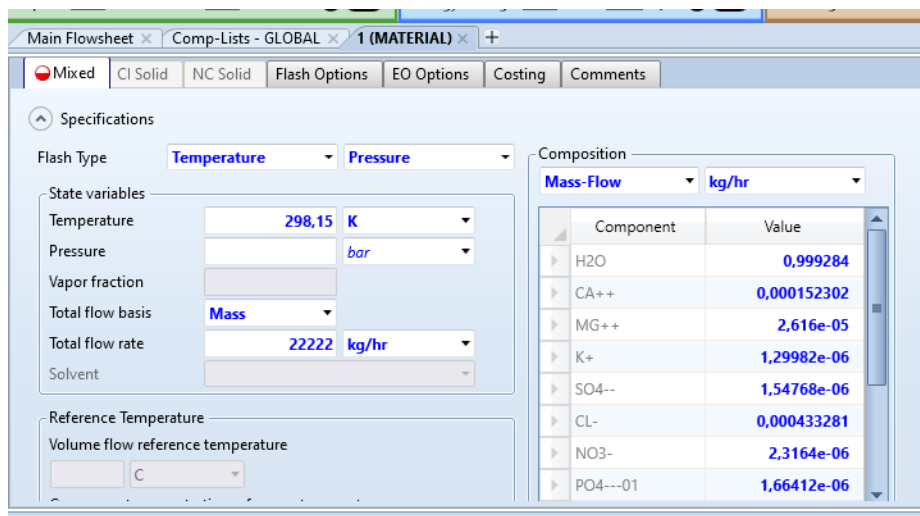 Main Flowsheet × Comp-Lists - GLOBAL × 1 (MATERIAL) × +
Mixed CI Solid NC Solid Flash Options EO Options Costing Comments
Specifications
Flash Type Temperature Pressure
State variables
Temperature 298,15 K
Pressure bar
Vapor fraction
Total flow basis Mass
Total flow rate 22222 kg/hr
Solvent
Reference Temperature
Volume flow reference temperature
C
Composition
Mass-Flow kg/hr
Component Value
H2O 0,999284
CA++ 0,000152302
MG++ 2,616e-05
K+ 1,29982e-06
SO4-- 1,54768e-06
CL- 0,000433281
NO3- 2,3164e-06
PO4---01 1,66412e-06